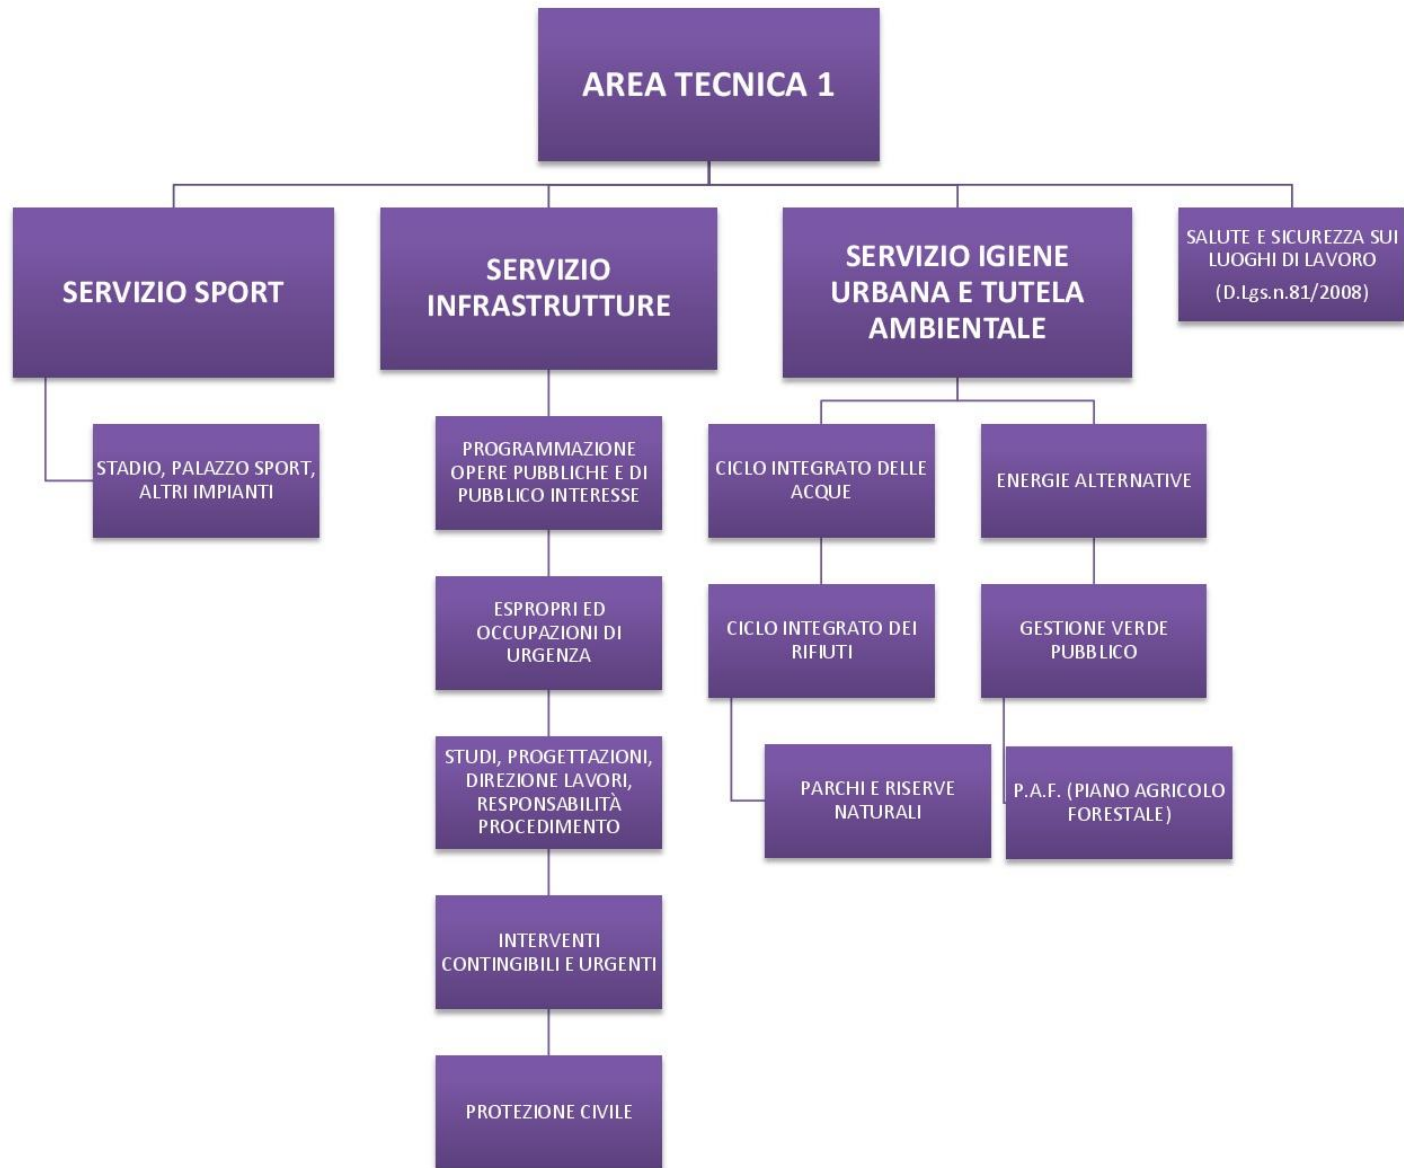 AREA TECNICA 1
SERVIZIO SPORT
STADIO, PALAZZO SPORT,
ALTRI IMPIANTI
SERVIZIO
INFRASTRUTTURE
PROGRAMMAZIONE
OPERE PUBBLICHE E DI
PUBBLICO INTERESSE
ESPROPRI ED
OCCUPAZIONI DI
URGENZA
STUDI, PROGETTAZIONI,
DIREZIONE LAVORI,
RESPONSABILITÀ
PROCEDIMENTO
INTERVENTI
CONTINGIBILI E URGENTI
PROTEZIONE CIVILE
SERVIZIO IGIENE
URBANA E TUTELA
AMBIENTALE
CICLO INTEGRATO DELLE
ACQUE
CICLO INTEGRATO DEI
RIFIUTI
PARCHI E RISERVE
NATURALI
ENERGIE ALTERNATIVE
GESTIONE VERDE
PUBBLICO
P.A.F. (PIANO AGRICOLO
FORESTALE)
SALUTE E SICUREZZA SUI
LUOGHI DI LAVORO
(D.Lgs.n.81/2008)